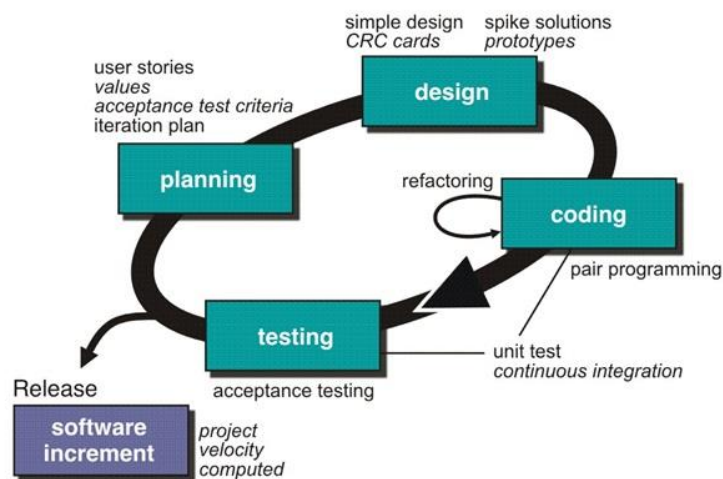 simple design
CRC cards
spike solutions
prototypes
user stories
values
acceptance test criteria
iteration plan
design
planning
refactoring
coding
pair programming
testing
unit test
continuous integration
acceptance testing
Release
software
increment
project
velocity
computed